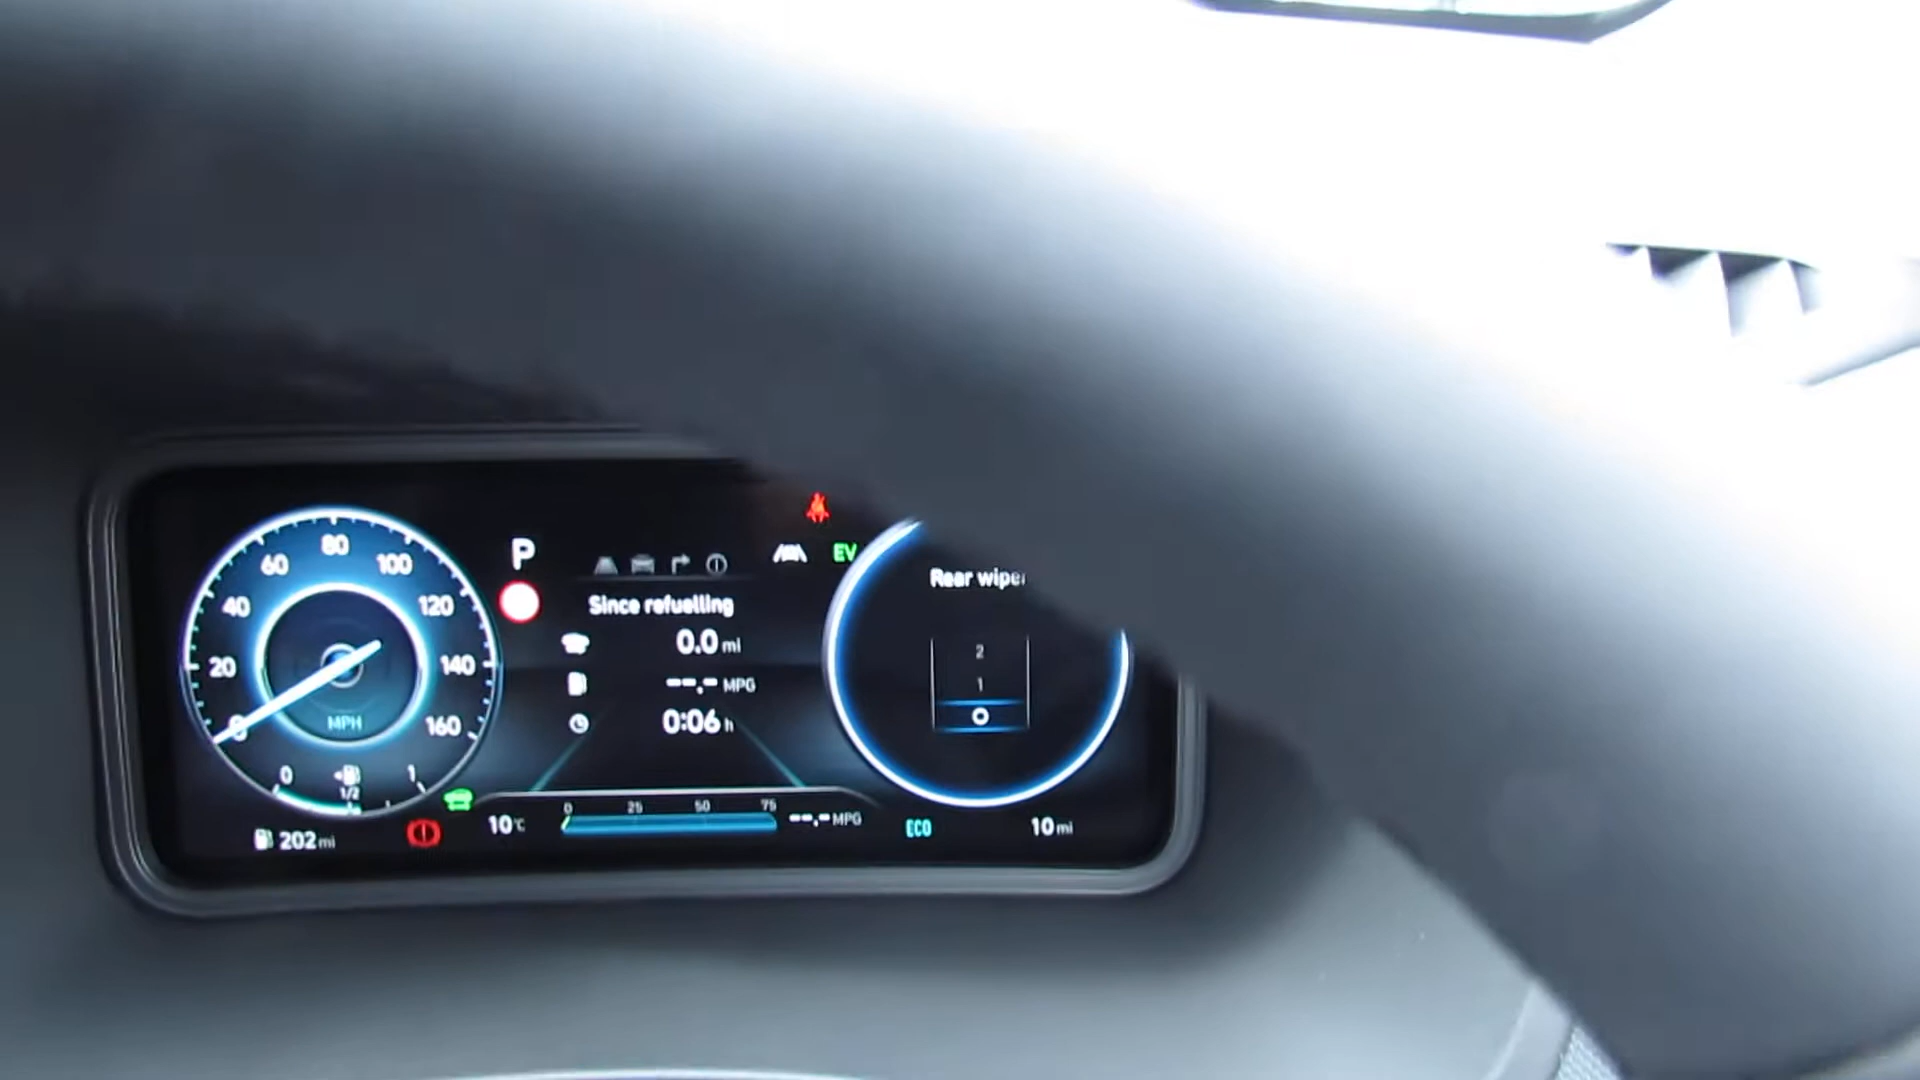 P
EV
Since refuelling
0.0 mi
--.- MPG
0:06 h
0 20 40 60 80 100 120 140 160
MPH
0 1/2 1
202 mi
10°C
0 25 50 75
--.- MPG
Rear wiper
2
1
O
ECO
10 mi